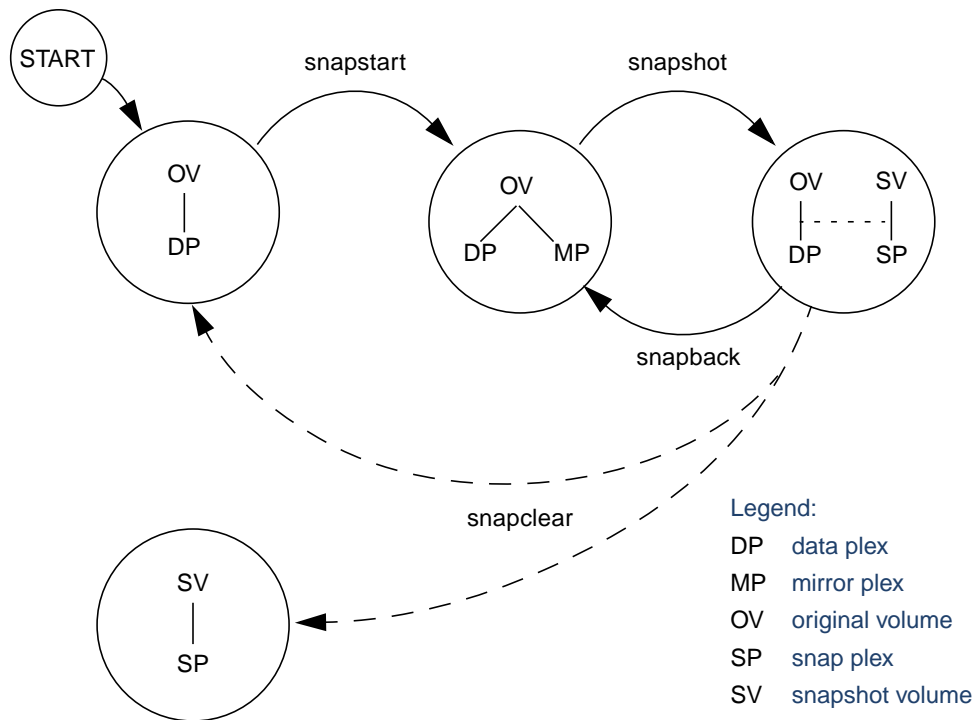 START
snapstart
snapshot
OV
DP
OV
DP MP
OV SV
DP SP
snapback
snapclear
SV
SP
Legend:
DP data plex
MP mirror plex
OV original volume
SP snap plex
SV snapshot volume